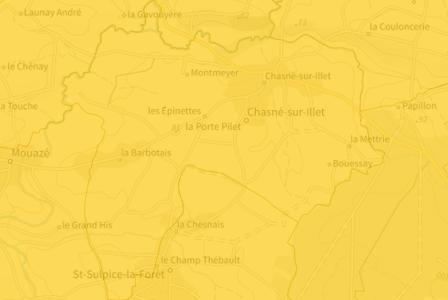 Launay André
la Gavouyère
la Couloncerie
le Chênay
Montmeyer
Chasné-sur-Illet
la Touche
les Épinettes
Chasné-sur-Illet
Papillon
la Porte Pilet
la Mettrie
Mouazé
la Barbotais
Bouessay
le Grand His
la Chesnais
le Champ Thébault
St-Sulpice-la-Forêt